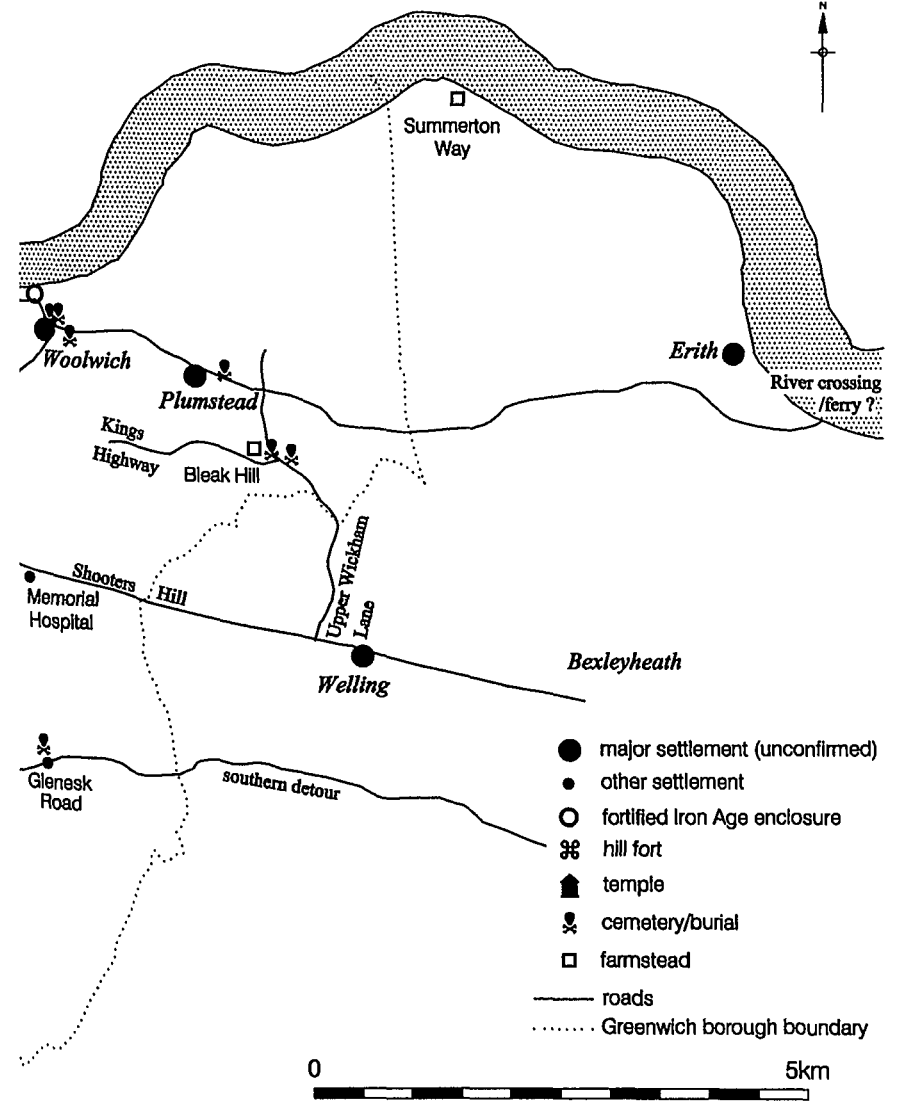 N
Summerton
Way
Woolwich
Erith
River crossing
/ferry ?
Plumstead
Kings
Highway
Bleak Hill
Upper Wickham
Lane
Shooters Hill
Memorial
Hospital
Bexleyheath
Welling
Glenesk
Road
southern detour
major settlement (unconfirmed)
other settlement
fortified Iron Age enclosure
hill fort
temple
cemetery/burial
farmstead
roads
Greenwich borough boundary
0 5km